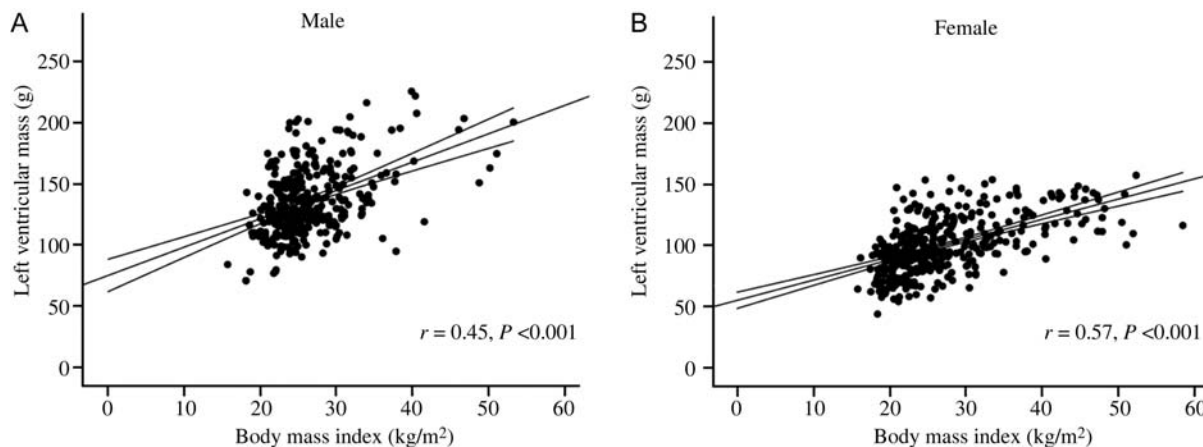 A
Male
Left ventricular mass (g)
250
200
150
100
50
0
r = 0.45, P <0.001
0 10 20 30 40 50 60
Body mass index (kg/m²)
B
Female
Left ventricular mass (g)
250
200
150
100
50
0
r = 0.57, P <0.001
0 10 20 30 40 50 60
Body mass index (kg/m²)